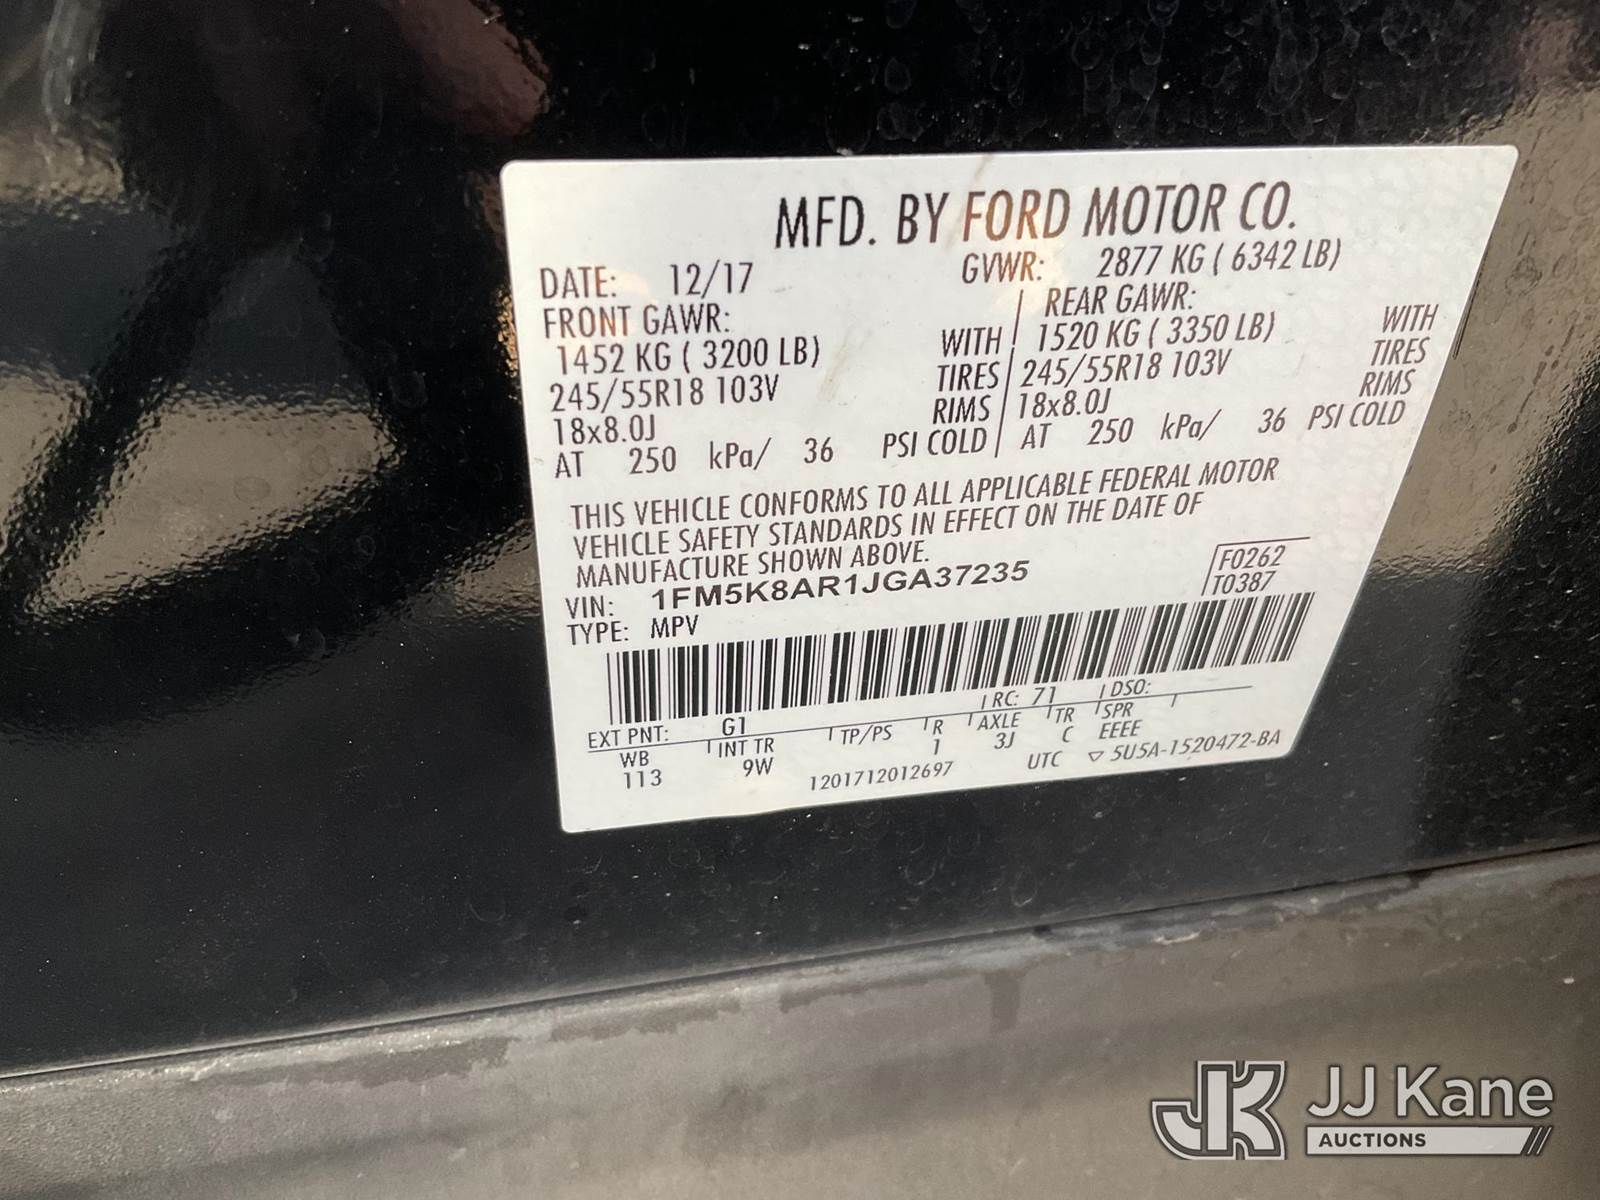 MFD. BY FORD MOTOR CO.
DATE: 12/17 GVWR: 2877 KG ( 6342 LB)
FRONT GAWR: REAR GAWR:
1452 KG ( 3200 LB) WITH 1520 KG ( 3350 LB) WITH
245/55R18 103V TIRES 245/55R18 103V TIRES
18x8.0J RIMS 18x8.0J RIMS
AT 250 kPa/ 36 PSI COLD AT 250 kPa/ 36 PSI COLD
THIS VEHICLE CONFORMS TO ALL APPLICABLE FEDERAL MOTOR
VEHICLE SAFETY STANDARDS IN EFFECT ON THE DATE OF
MANUFACTURE SHOWN ABOVE.
VIN: 1FM5K8AR1JGA37235 F0262
TYPE: MPV T0387
EXT PNT: G1 RC: 71 DSO:
WB INT TR TP/PS R AXLE TR SPR
113 9W 1 3J C EEEE
1201712012697 UTC ▽ 5U5A-1520472-BA
JK JJ Kane
AUCTIONS